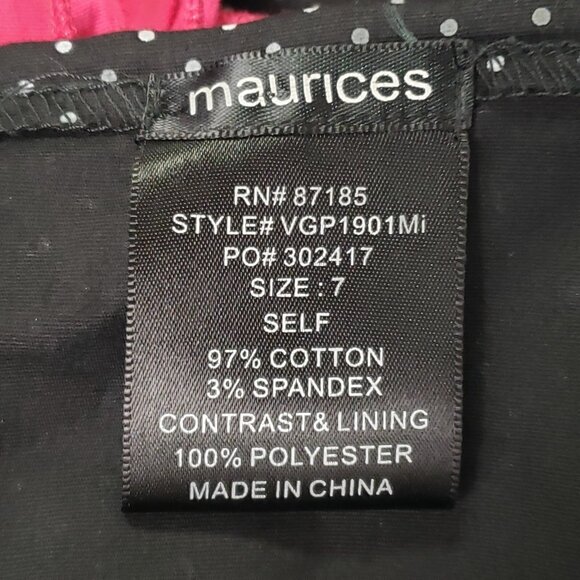 maurices
RN# 87185
STYLE# VGP1901Mi
PO# 302417
SIZE : 7
SELF
97% COTTON
3% SPANDEX
CONTRAST& LINING
100% POLYESTER
MADE IN CHINA